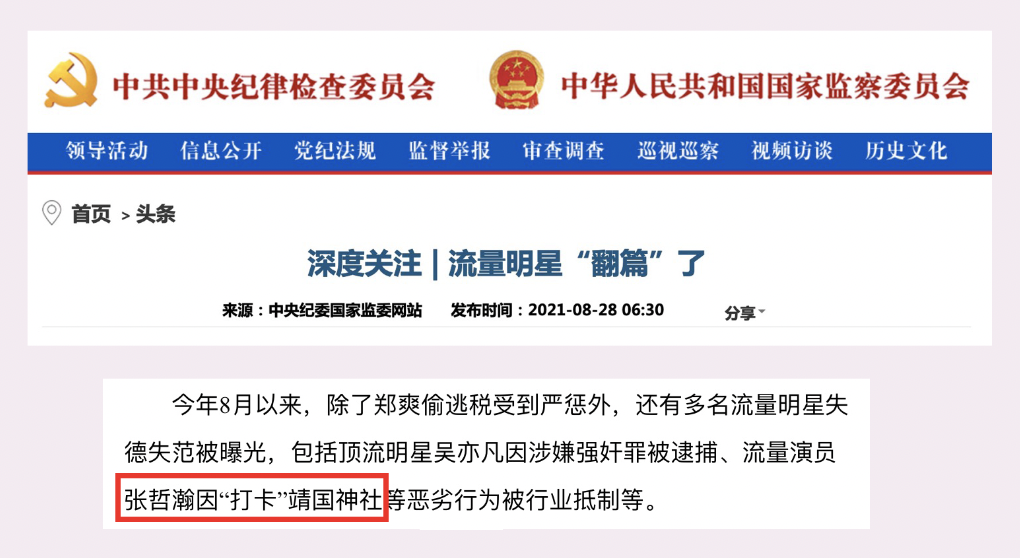 中共中央纪律检查委员会
中华人民共和国国家监察委员会
领导活动 信息公开 党纪法规 监督举报 审查调查 巡视巡察 视频访谈 历史文化
首页 > 头条
深度关注 | 流量明星“翻篇”了
来源：中央纪委国家监委网站 发布时间：2021-08-28 06:30 分享
今年8月以来，除了郑爽偷逃税受到严惩外，还有多名流量明星失
德失范被曝光，包括顶流明星吴亦凡因涉嫌强奸罪被逮捕、流量演员
张哲瀚因“打卡”靖国神社等恶劣行为被行业抵制等。